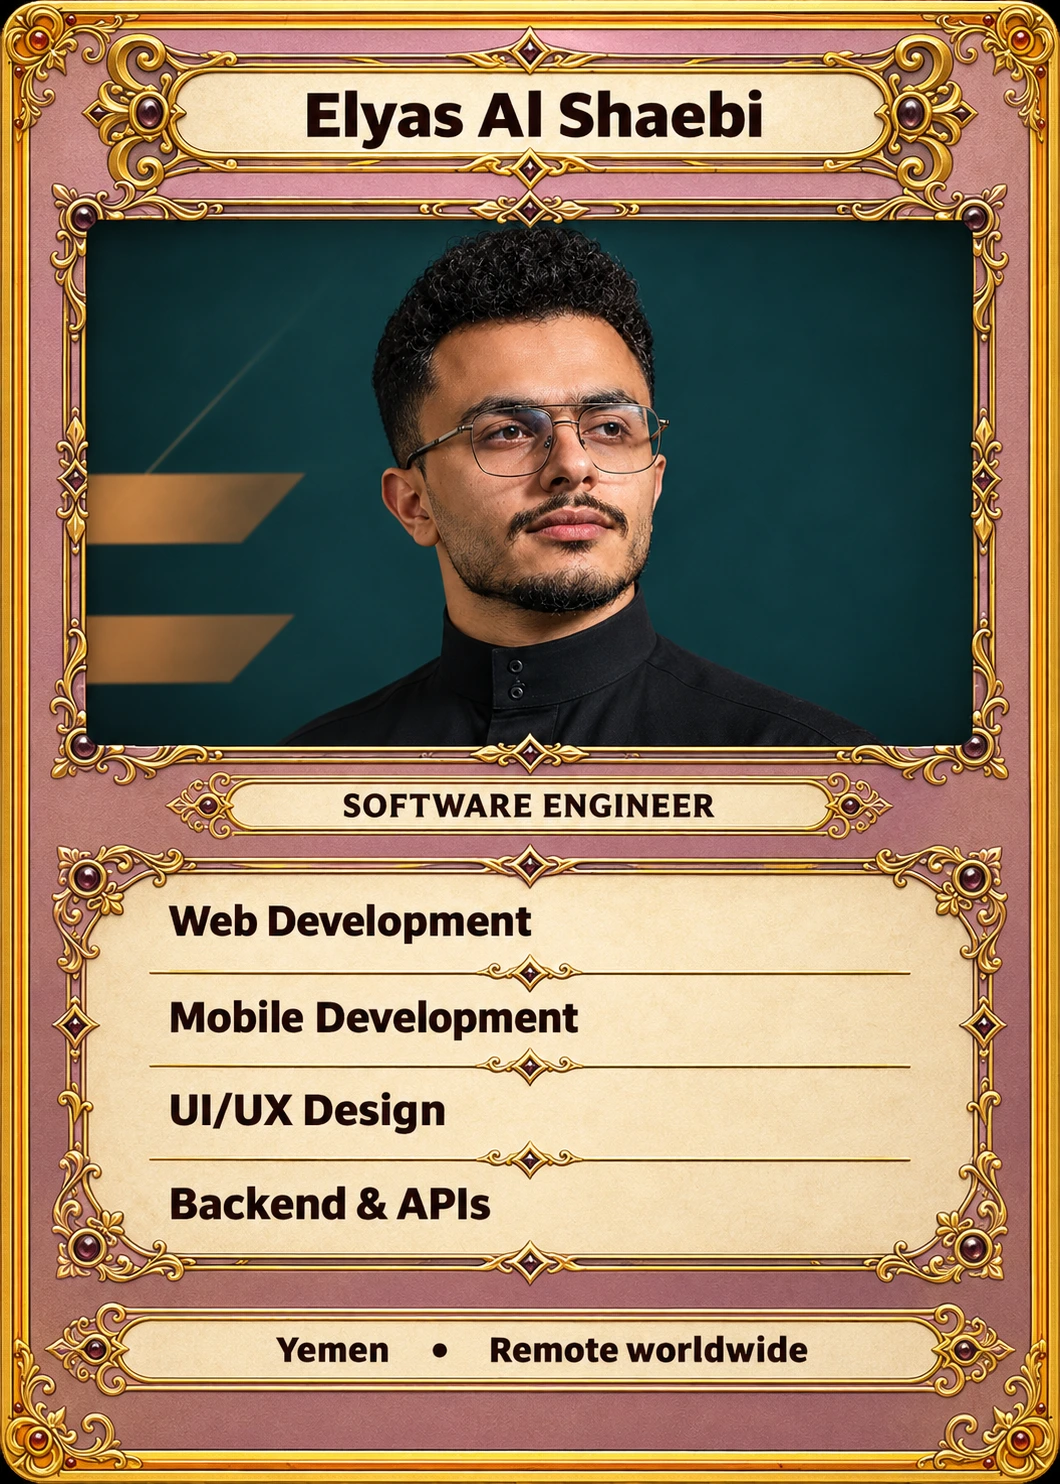 Elyas Al Shaebi
SOFTWARE ENGINEER
Web Development
Mobile Development
UI/UX Design
Backend & APIs
Yemen • Remote worldwide